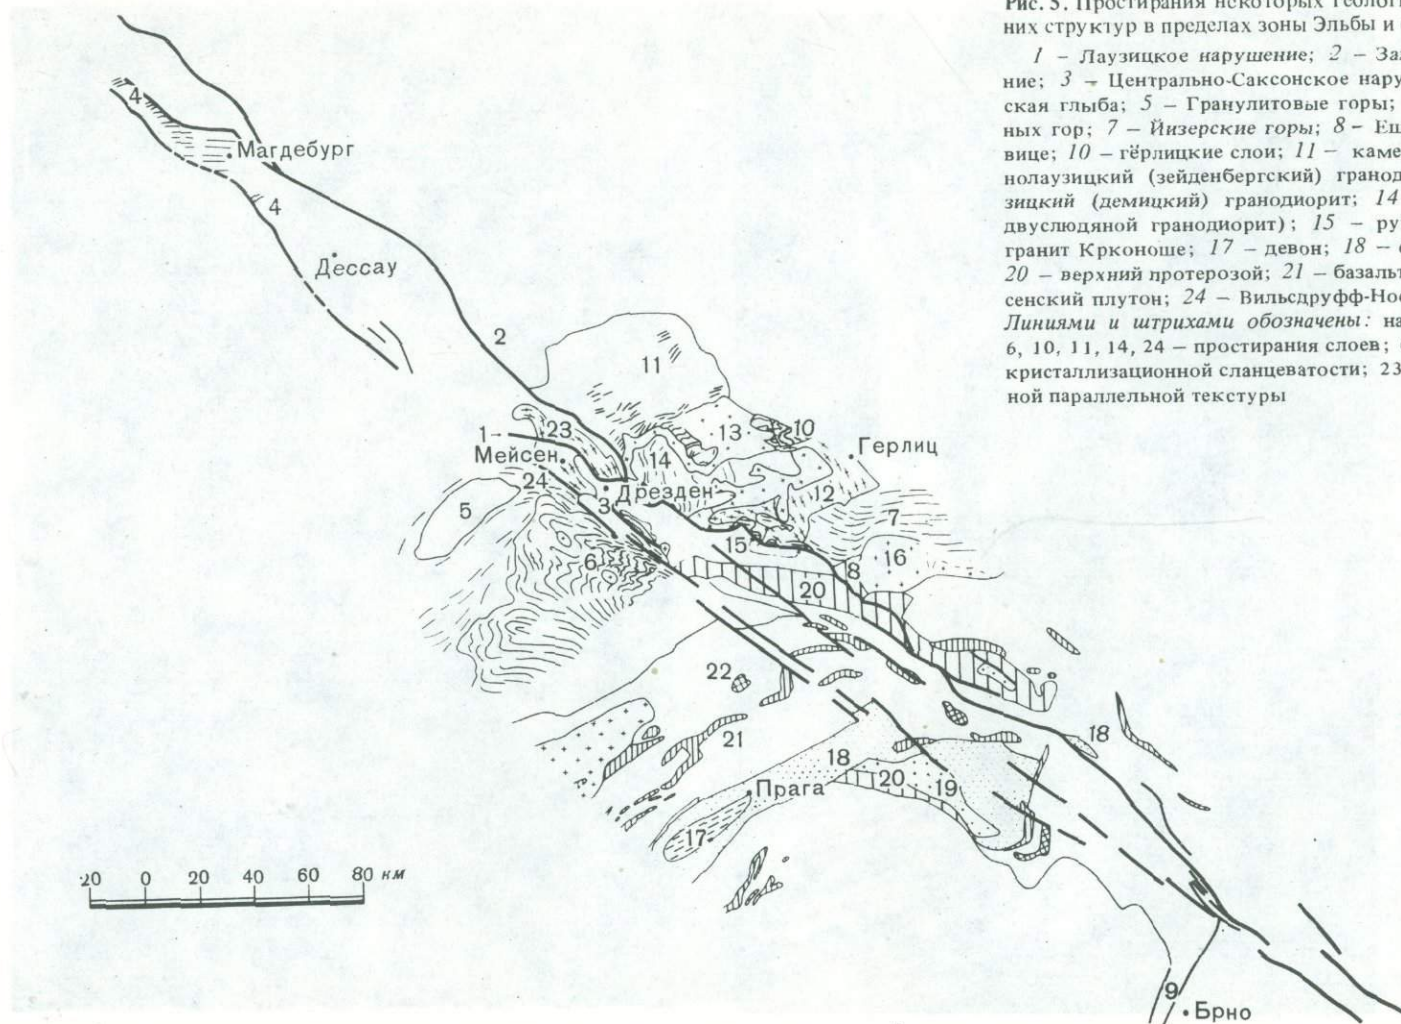 Рис. 5. Простирания некоторых геологи
них структур в пределах зоны Эльбы и
1 – Лаузицкое нарушение; 2 – За
ние; 3 – Центрально-Саксонское нару
ская глыба; 5 – Гранулитовые горы;
ных гор; 7 – Йизерские горы; 8 – Ещ
вице; 10 – гёрлицкие слои; 11 – каме
нолаузицкий (зейденбергский) гранод
зицкий (демицкий) гранодиорит; 14
двуслюдяной гранодиорит); 15 – ру
гранит Крконоше; 17 – девон; 18 –
20 – верхний протерозой; 21 – базальт
сенский плутон; 24 – Вильсдруфф-Но
Линиями и штрихами обозначены: на
6, 10, 11, 14, 24 – простирания слоев;
кристаллизационной сланцеватости; 23
ной параллельной текстуры
4
Магдебург
4
Дессау
2
11
13
10
1
23
Мейсен
14
Герлиц
24
Дрезден
12
5
3
7
15
6
8
16
20
22
21
18
18
20
19
Прага
17
20 0 20 40 60 80 км
9
Брно